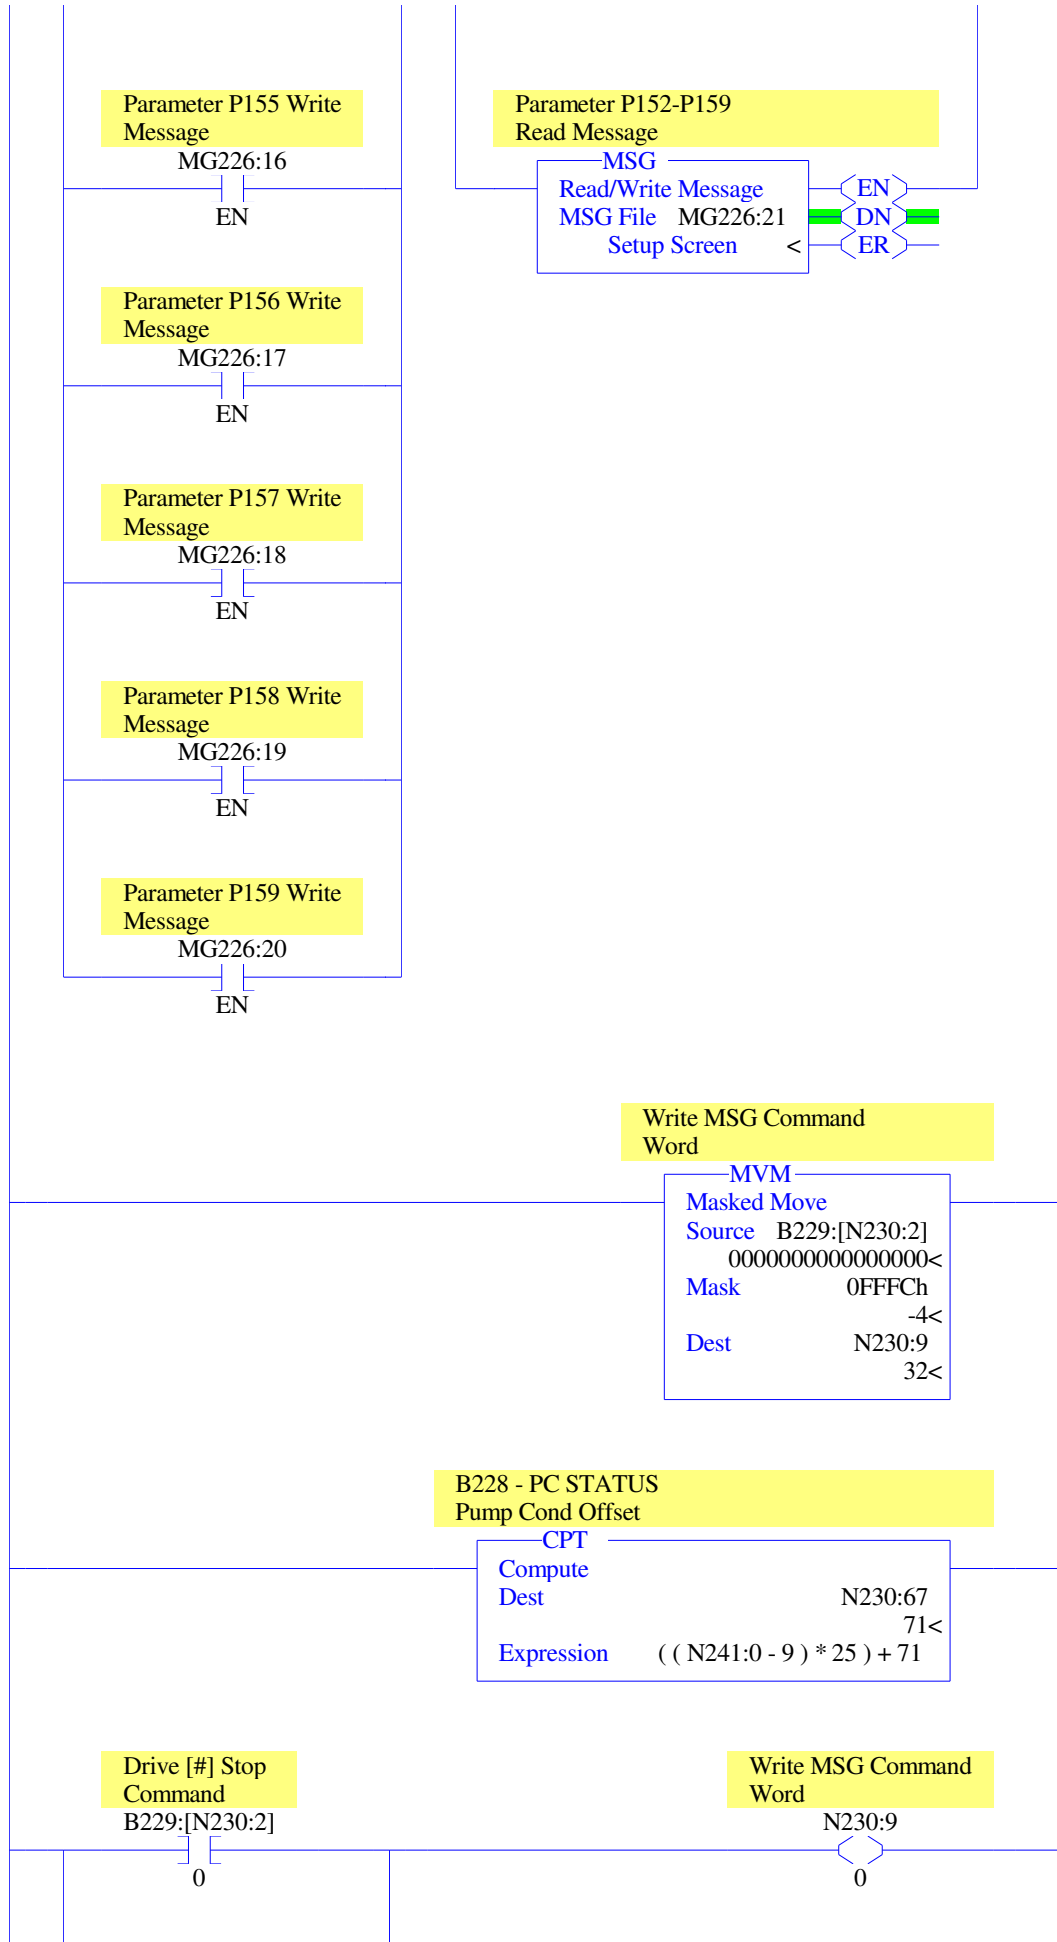 Parameter P155 Write
Message
MG226:16
EN
Parameter P152-P159
Read Message
MSG
Read/Write Message
MSG File MG226:21
Setup Screen <
EN
DN
ER
Parameter P156 Write
Message
MG226:17
EN
Parameter P157 Write
Message
MG226:18
EN
Parameter P158 Write
Message
MG226:19
EN
Parameter P159 Write
Message
MG226:20
EN
Write MSG Command
Word
MVM
Masked Move
Source B229:[N230:2]
0000000000000000<
Mask 0FFFCh
-4<
Dest N230:9
32<
B228 - PC STATUS
Pump Cond Offset
CPT
Compute
Dest N230:67
71<
Expression ( ( N241:0 - 9 ) * 25 ) + 71
Drive [#] Stop
Command
B229:[N230:2]
0
Write MSG Command
Word
N230:9
0